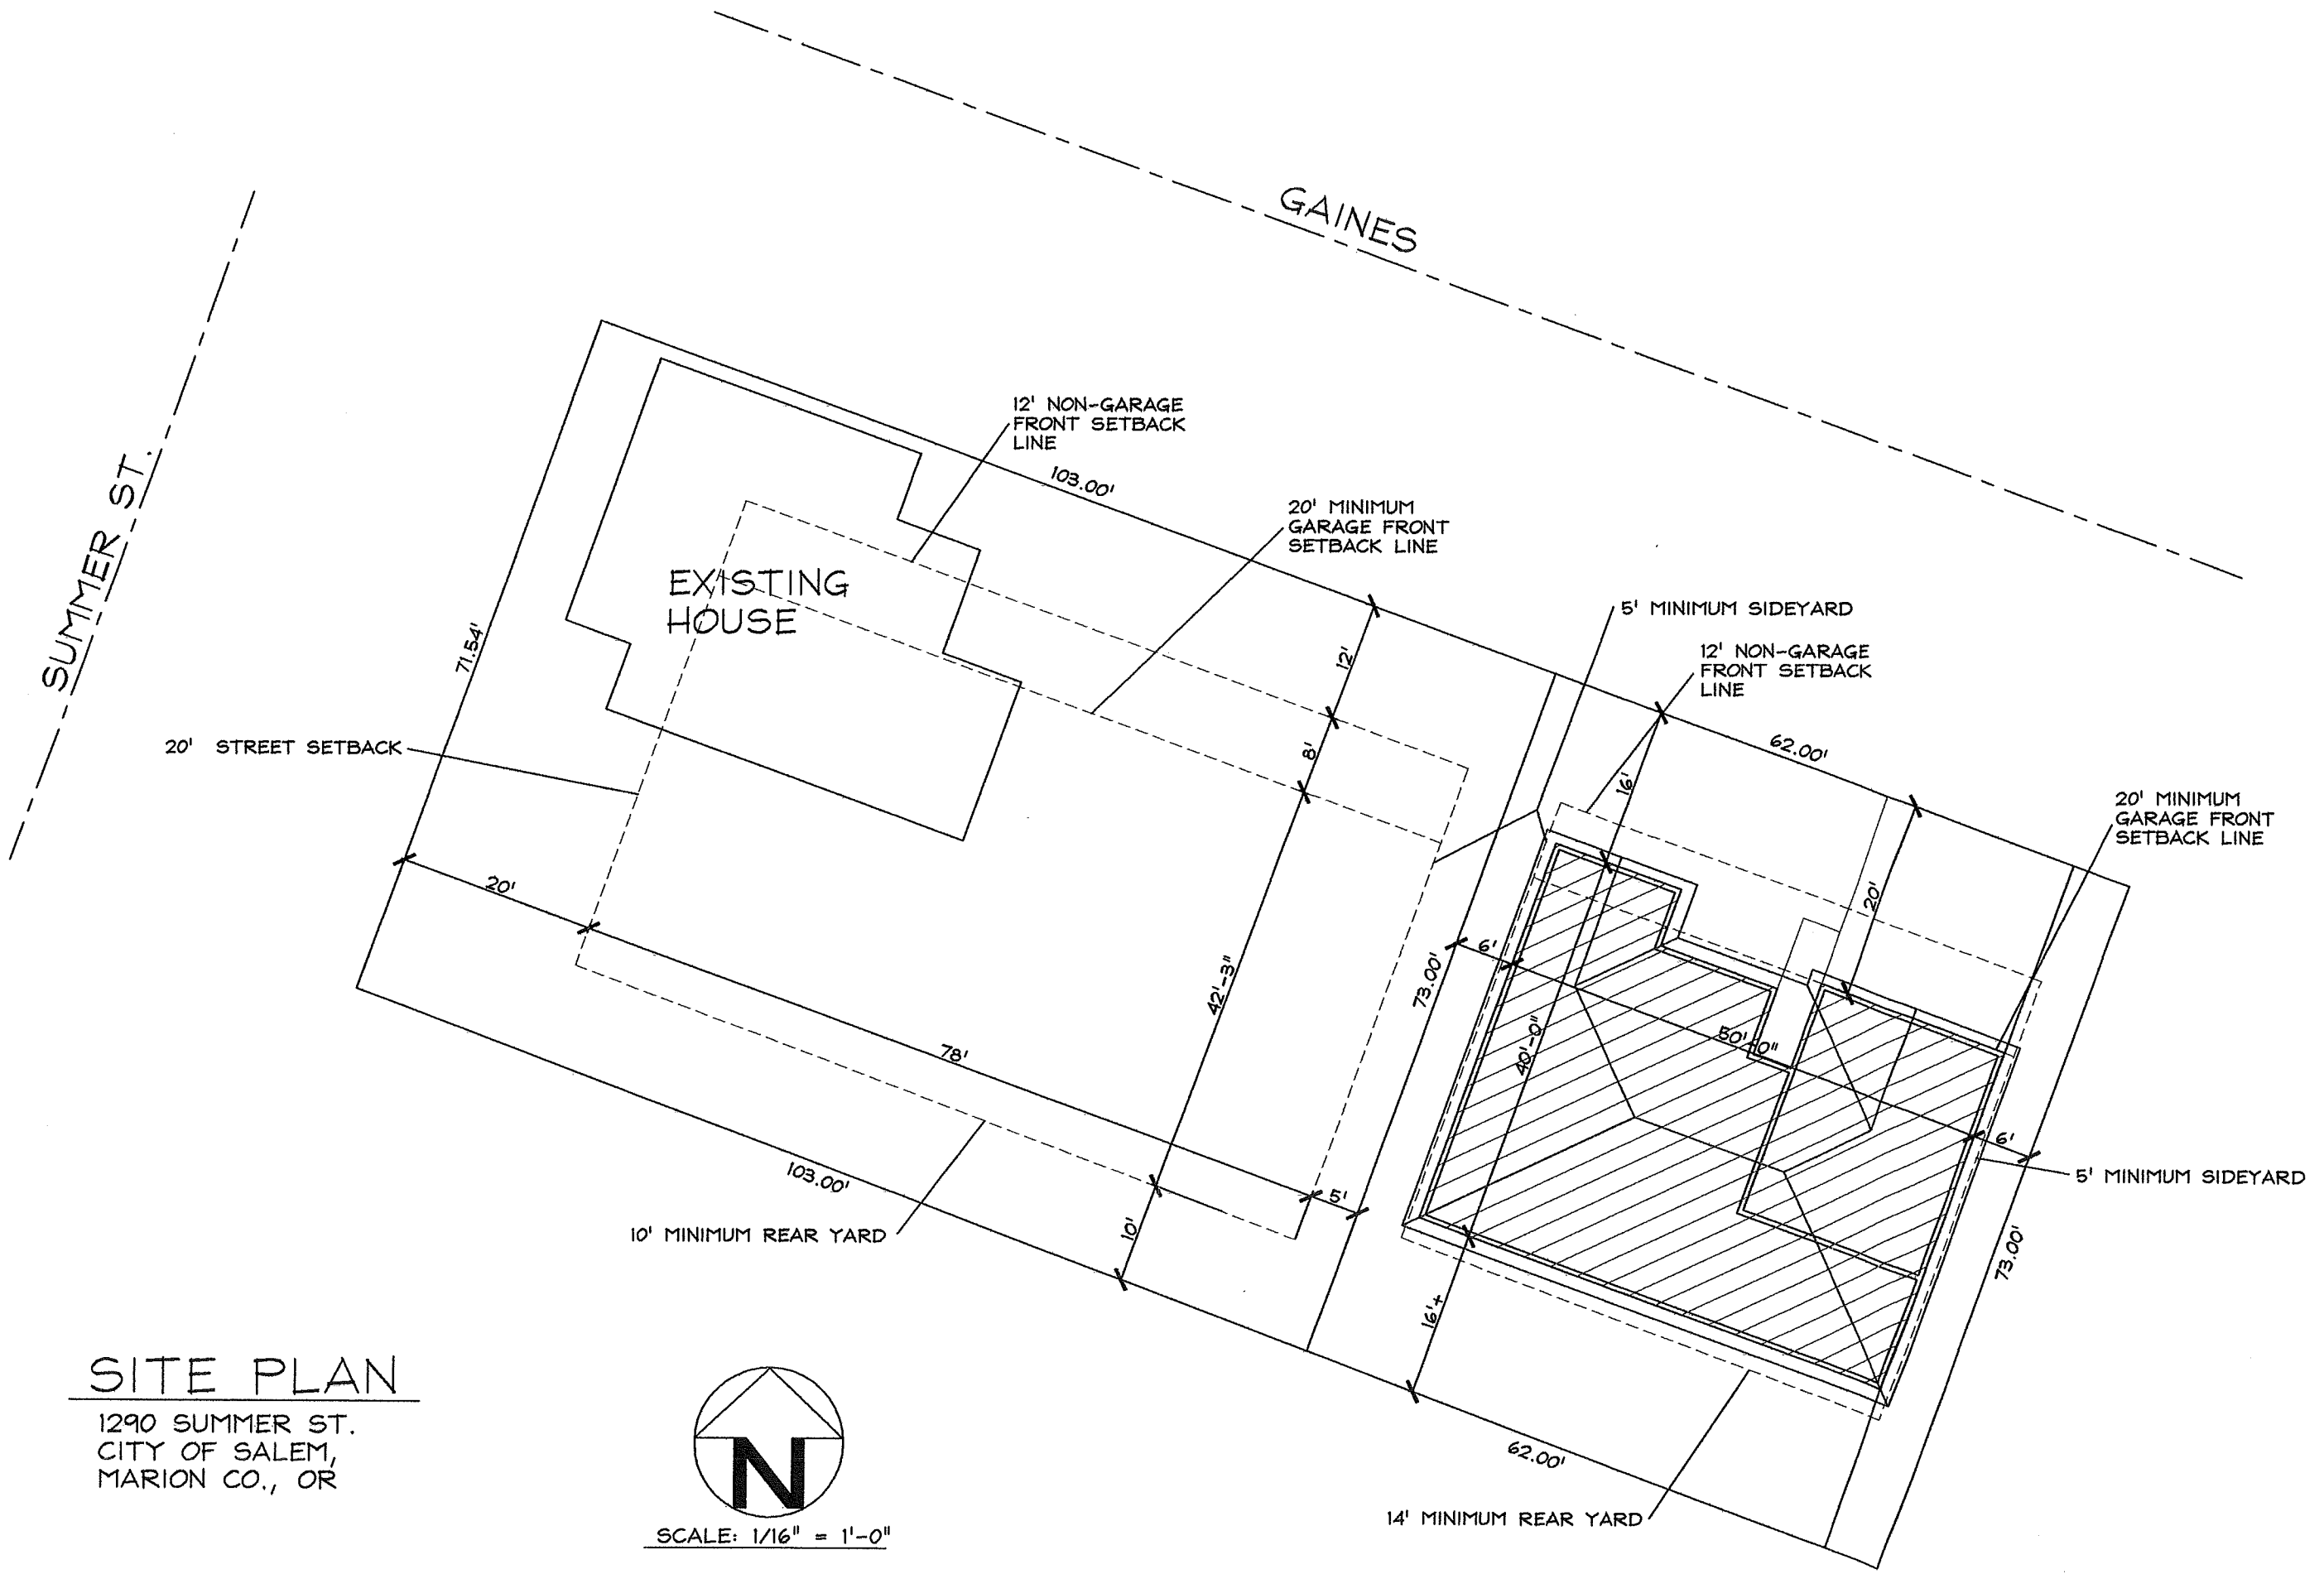 GAINES
SUMMER ST.
12' NON-GARAGE
FRONT SETBACK
LINE
103.00'
20' MINIMUM
GARAGE FRONT
SETBACK LINE
EXISTING
HOUSE
5' MINIMUM SIDEYARD
12' NON-GARAGE
FRONT SETBACK
LINE
71.54'
12'
8'
62.00'
16'
20' STREET SETBACK
20' MINIMUM
GARAGE FRONT
SETBACK LINE
20'
20'
6'
73.00'
42'-3"
40'-0"
50'-0"
78'
6'
5' MINIMUM SIDEYARD
103.00'
5'
10'
10' MINIMUM REAR YARD
73.00'
16'+
62.00'
14' MINIMUM REAR YARD
SITE PLAN
1290 SUMMER ST.
CITY OF SALEM,
MARION CO., OR
N
SCALE: 1/16" = 1'-0"